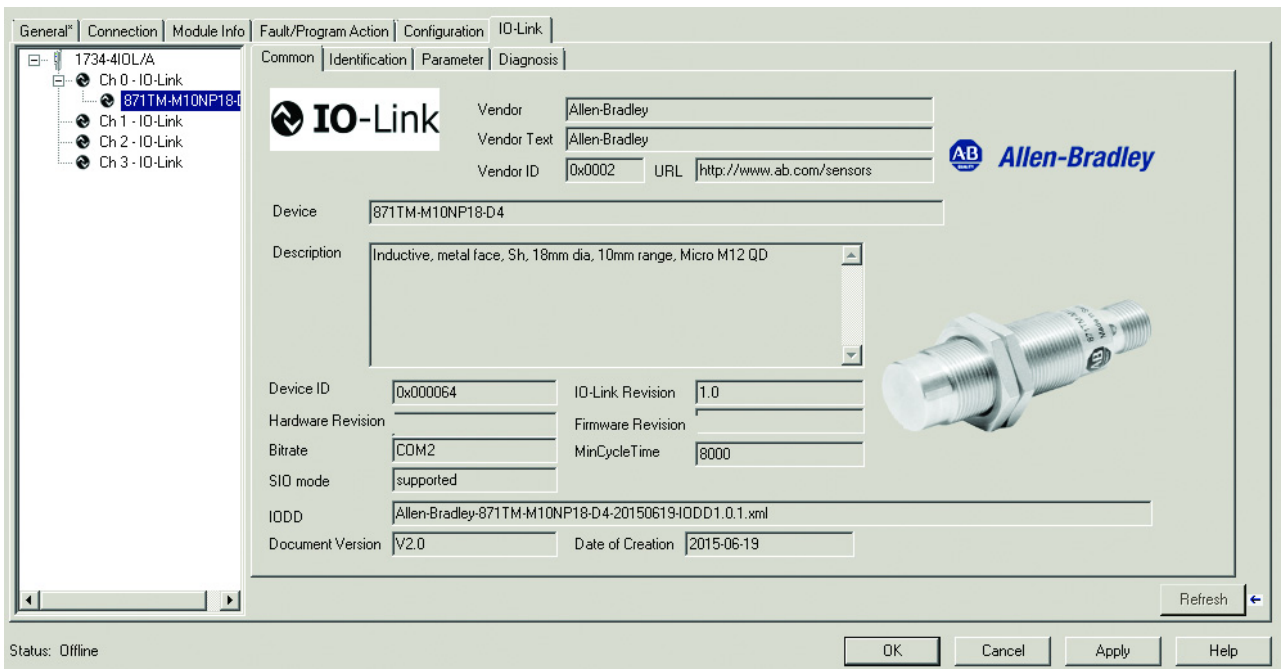 General* Connection Module Info Fault/Program Action Configuration IO-Link
1734-4IOL/A
Ch 0 - IO-Link
871TM-M10NP18-D
Ch 1 - IO-Link
Ch 2 - IO-Link
Ch 3 - IO-Link
Common Identification Parameter Diagnosis
IO-Link
Vendor Allen-Bradley
Vendor Text Allen-Bradley
Vendor ID 0x0002 URL http://www.ab.com/sensors
AB Allen-Bradley
Device 871TM-M10NP18-D4
Description Inductive, metal face, Sh, 18mm dia, 10mm range, Micro M12 QD
AB
Device ID 0x000064 IO-Link Revision 1.0
Hardware Revision Firmware Revision
Bitrate COM2 MinCycleTime 8000
SIO mode supported
IODD Allen-Bradley-871TM-M10NP18-D4-20150619-IODD1.0.1.xml
Document Version V2.0 Date of Creation 2015-06-19
Refresh
Status: Offline OK Cancel Apply Help